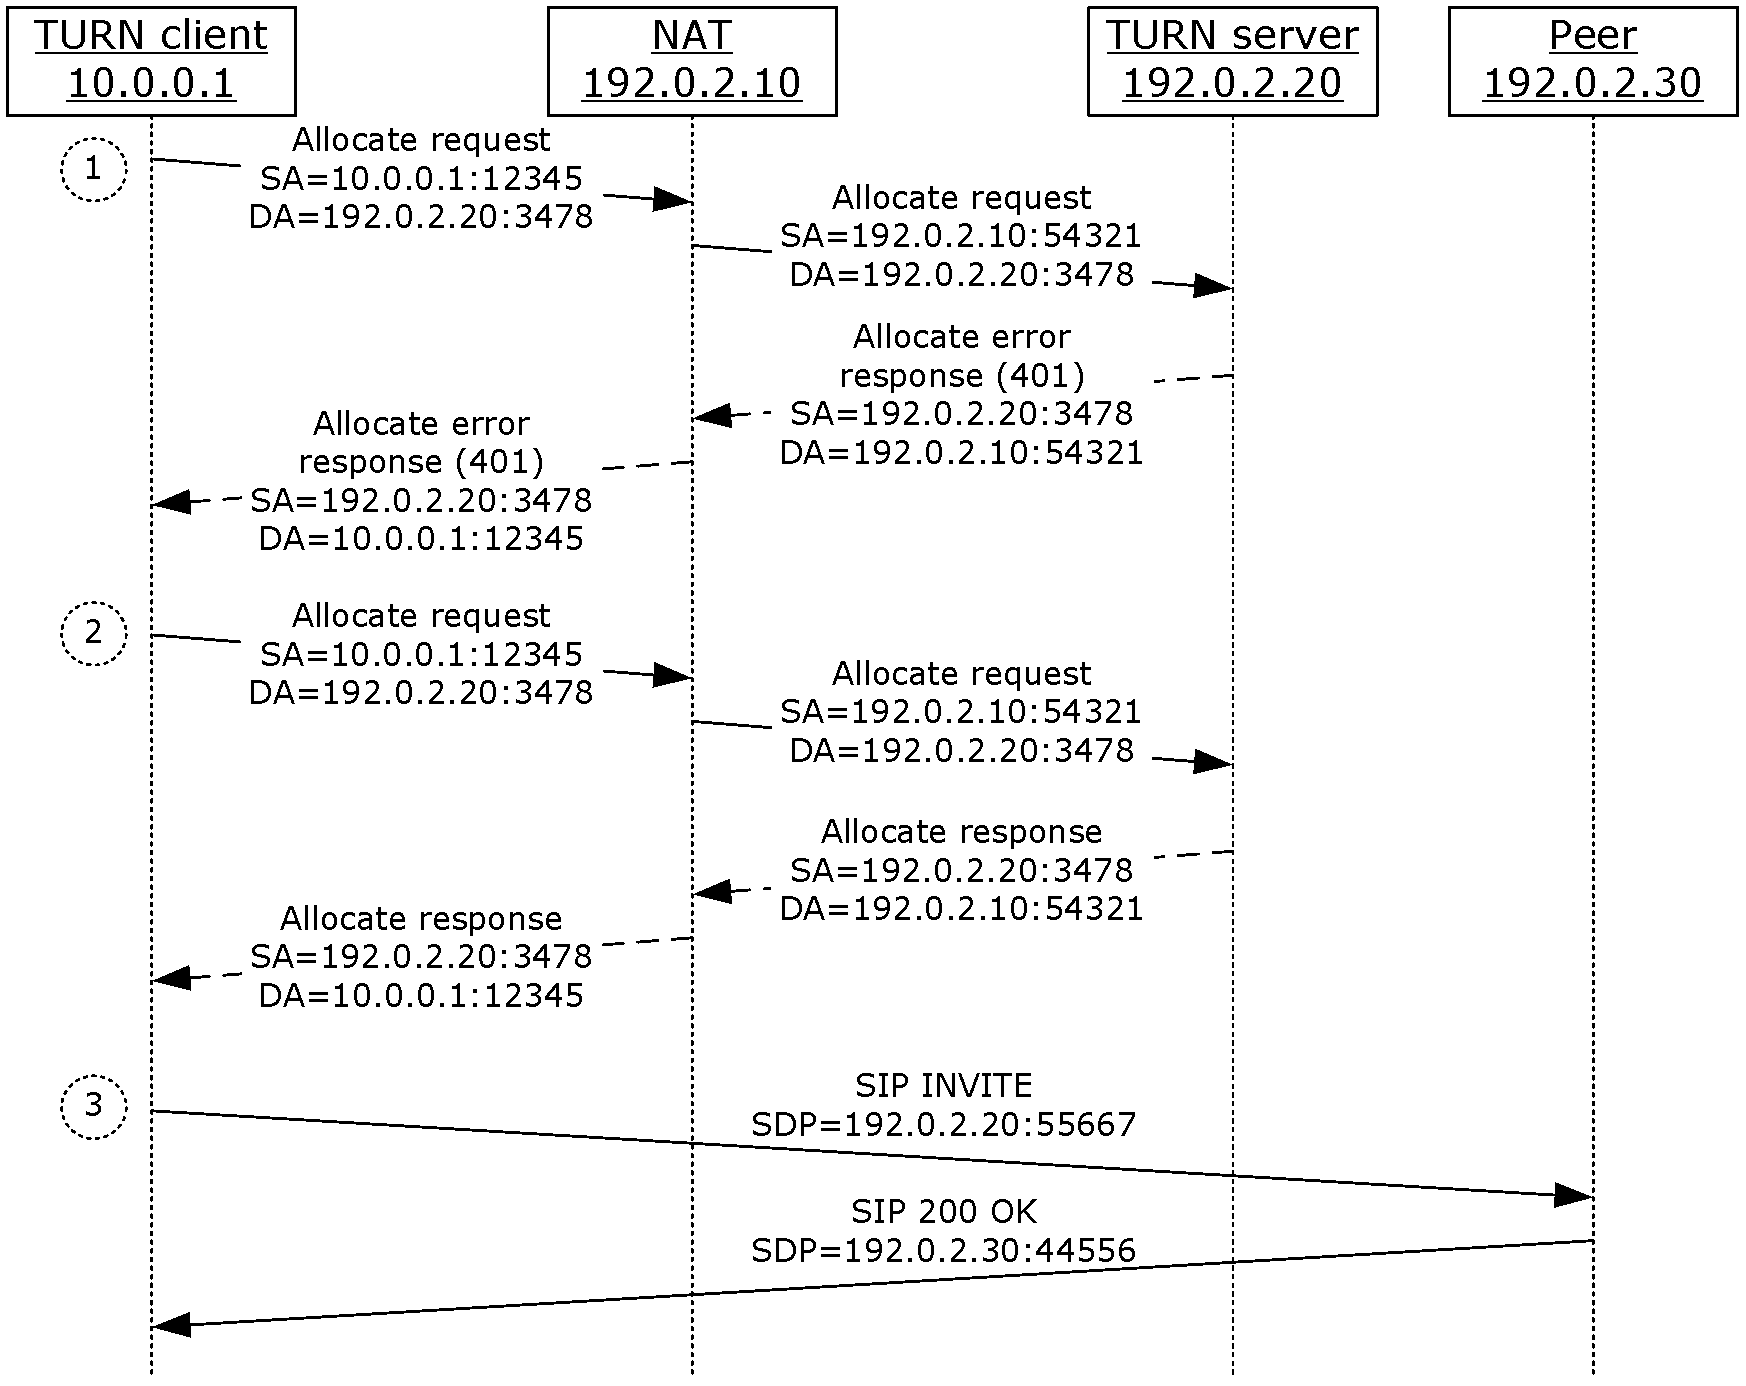 TURN client
10.0.0.1
NAT
192.0.2.10
TURN server
192.0.2.20
Peer
192.0.2.30
1
Allocate request
SA=10.0.0.1:12345
DA=192.0.2.20:3478
Allocate request
SA=192.0.2.10:54321
DA=192.0.2.20:3478
Allocate error
response (401)
SA=192.0.2.20:3478
DA=192.0.2.10:54321
Allocate error
response (401)
SA=192.0.2.20:3478
DA=10.0.0.1:12345
2
Allocate request
SA=10.0.0.1:12345
DA=192.0.2.20:3478
Allocate request
SA=192.0.2.10:54321
DA=192.0.2.20:3478
Allocate response
SA=192.0.2.20:3478
DA=192.0.2.10:54321
Allocate response
SA=192.0.2.20:3478
DA=10.0.0.1:12345
3
SIP INVITE
SDP=192.0.2.20:55667
SIP 200 OK
SDP=192.0.2.30:44556